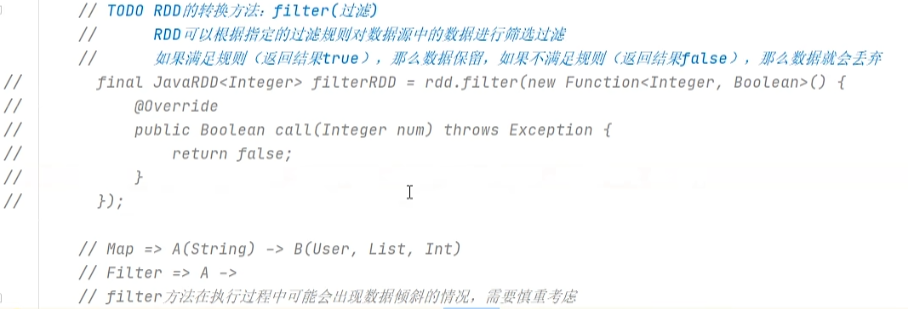 // TODO RDD的转换方法：filter(过滤)
// RDD可以根据指定的过滤规则对数据源中的数据进行筛选过滤
// 如果满足规则（返回结果true），那么数据保留，如果不满足规则（返回结果false），那么数据就会丢弃
// final JavaRDD<Integer> filterRDD = rdd.filter(new Function<Integer, Boolean>() {
// @Override
// public Boolean call(Integer num) throws Exception {
// return false;
// }
// });
// Map => A(String) -> B(User, List, Int)
// Filter => A ->
// filter方法在执行过程中可能会出现数据倾斜的情况，需要慎重考虑